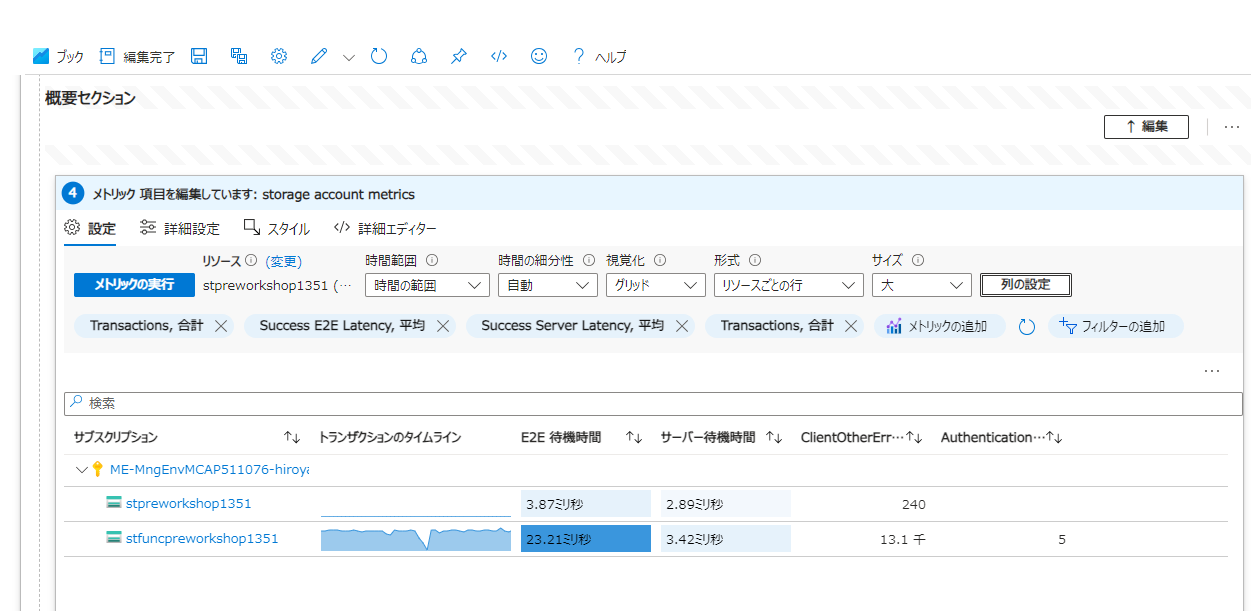 ブック 編集完了 ? ヘルプ
概要セクション
↑ 編集 ...
4 メトリック 項目を編集しています: storage account metrics
設定 詳細設定 スタイル </> 詳細エディター
リソース (変更) 時間範囲 時間の細分性 視覚化 形式 サイズ
メトリックの実行 stpreworkshop1351 (… 時間の範囲 自動 グリッド リソースごとの行 大 列の設定
Transactions, 合計 Success E2E Latency, 平均 Success Server Latency, 平均 Transactions, 合計 メトリックの追加 フィルターの追加
...
検索
サブスクリプション ↑↓ トランザクションのタイムライン E2E 待機時間 ↑↓ サーバー待機時間 ↑↓ ClientOtherErr…↑↓ Authentication…↑↓
ME-MngEnvMCAP511076-hiroya
stpreworkshop1351 3.87ミリ秒 2.89ミリ秒 240
stfuncpreworkshop1351 23.21ミリ秒 3.42ミリ秒 13.1 千 5